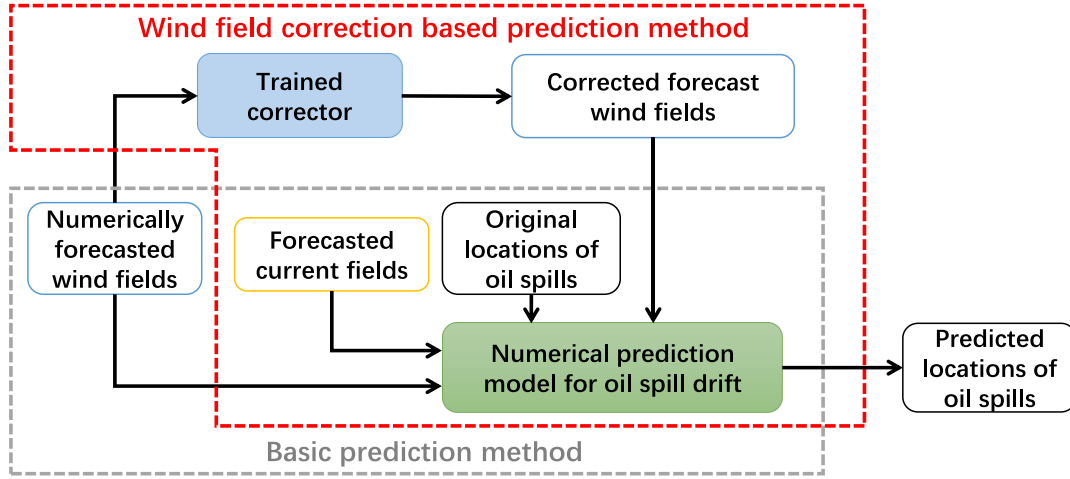 Wind field correction based prediction method
Trained
corrector
Corrected forecast
wind fields
Numerically
forecasted
wind fields
Forecasted
current fields
Original
locations of
oil spills
Numerical prediction
model for oil spill drift
Predicted
locations of
oil spills
Basic prediction method